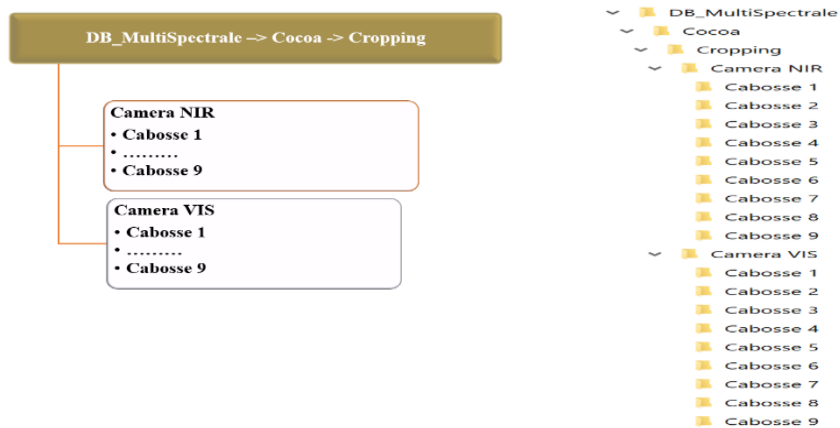 DB_MultiSpectrale –> Cocoa -> Cropping
Camera NIR
• Cabosse 1
• .........
• Cabosse 9
Camera VIS
• Cabosse 1
• .........
• Cabosse 9
DB_MultiSpectrale
Cocoa
Cropping
Camera NIR
Cabosse 1
Cabosse 2
Cabosse 3
Cabosse 4
Cabosse 5
Cabosse 6
Cabosse 7
Cabosse 8
Cabosse 9
Camera VIS
Cabosse 1
Cabosse 2
Cabosse 3
Cabosse 4
Cabosse 5
Cabosse 6
Cabosse 7
Cabosse 8
Cabosse 9